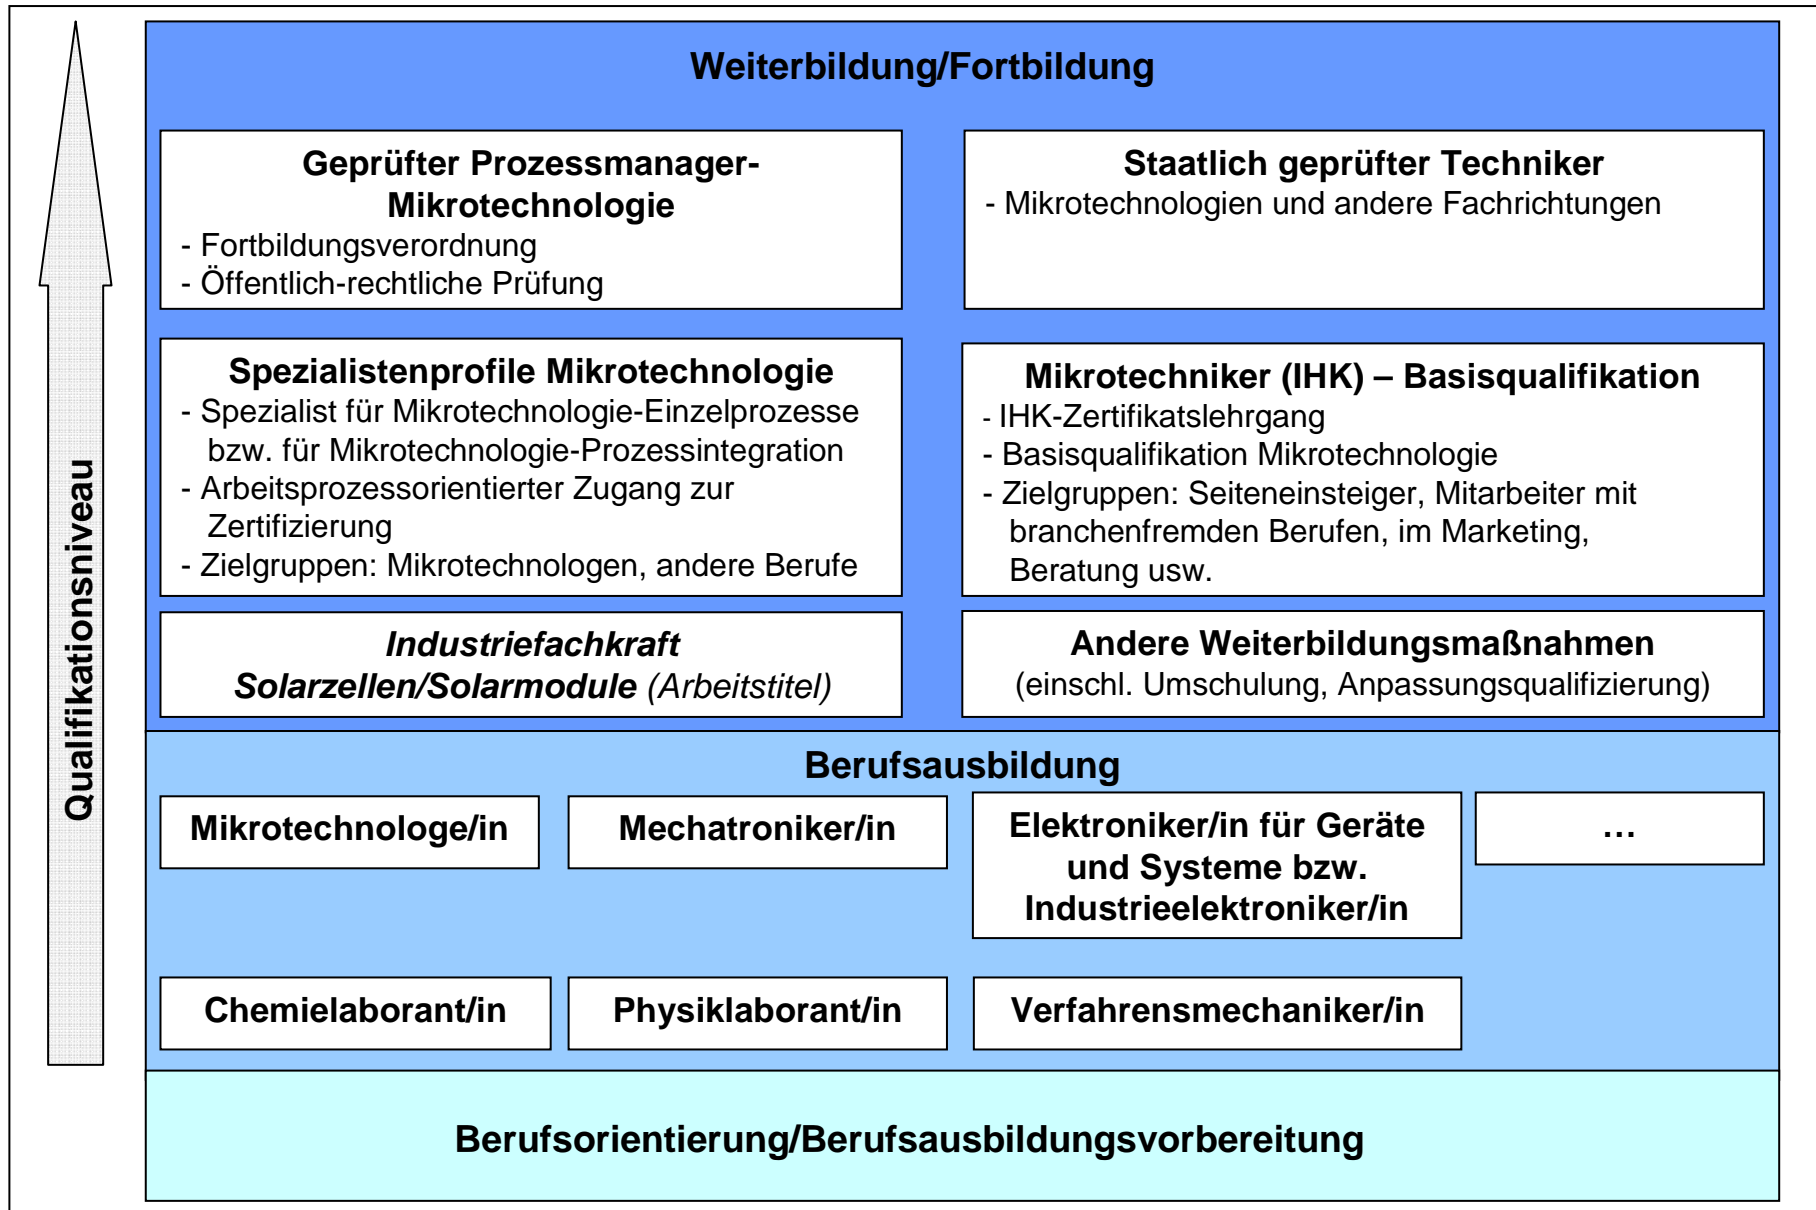 Qualifikationsniveau
Weiterbildung/Fortbildung
Geprüfter Prozessmanager-
Mikrotechnologie
- Fortbildungsverordnung
- Öffentlich-rechtliche Prüfung
Staatlich geprüfter Techniker
- Mikrotechnologien und andere Fachrichtungen
Spezialistenprofile Mikrotechnologie
- Spezialist für Mikrotechnologie-Einzelprozesse
bzw. für Mikrotechnologie-Prozessintegration
- Arbeitsprozessorientierter Zugang zur
Zertifizierung
- Zielgruppen: Mikrotechnologen, andere Berufe
Mikrotechniker (IHK) – Basisqualifikation
- IHK-Zertifikatslehrgang
- Basisqualifikation Mikrotechnologie
- Zielgruppen: Seiteneinsteiger, Mitarbeiter mit
branchenfremden Berufen, im Marketing,
Beratung usw.
Industriefachkraft
Solarzellen/Solarmodule (Arbeitstitel)
Andere Weiterbildungsmaßnahmen
(einschl. Umschulung, Anpassungsqualifizierung)
Berufsausbildung
Mikrotechnologe/in
Mechatroniker/in
Elektroniker/in für Geräte
und Systeme bzw.
Industrieelektroniker/in
…
Chemielaborant/in
Physiklaborant/in
Verfahrensmechaniker/in
Berufsorientierung/Berufsausbildungsvorbereitung